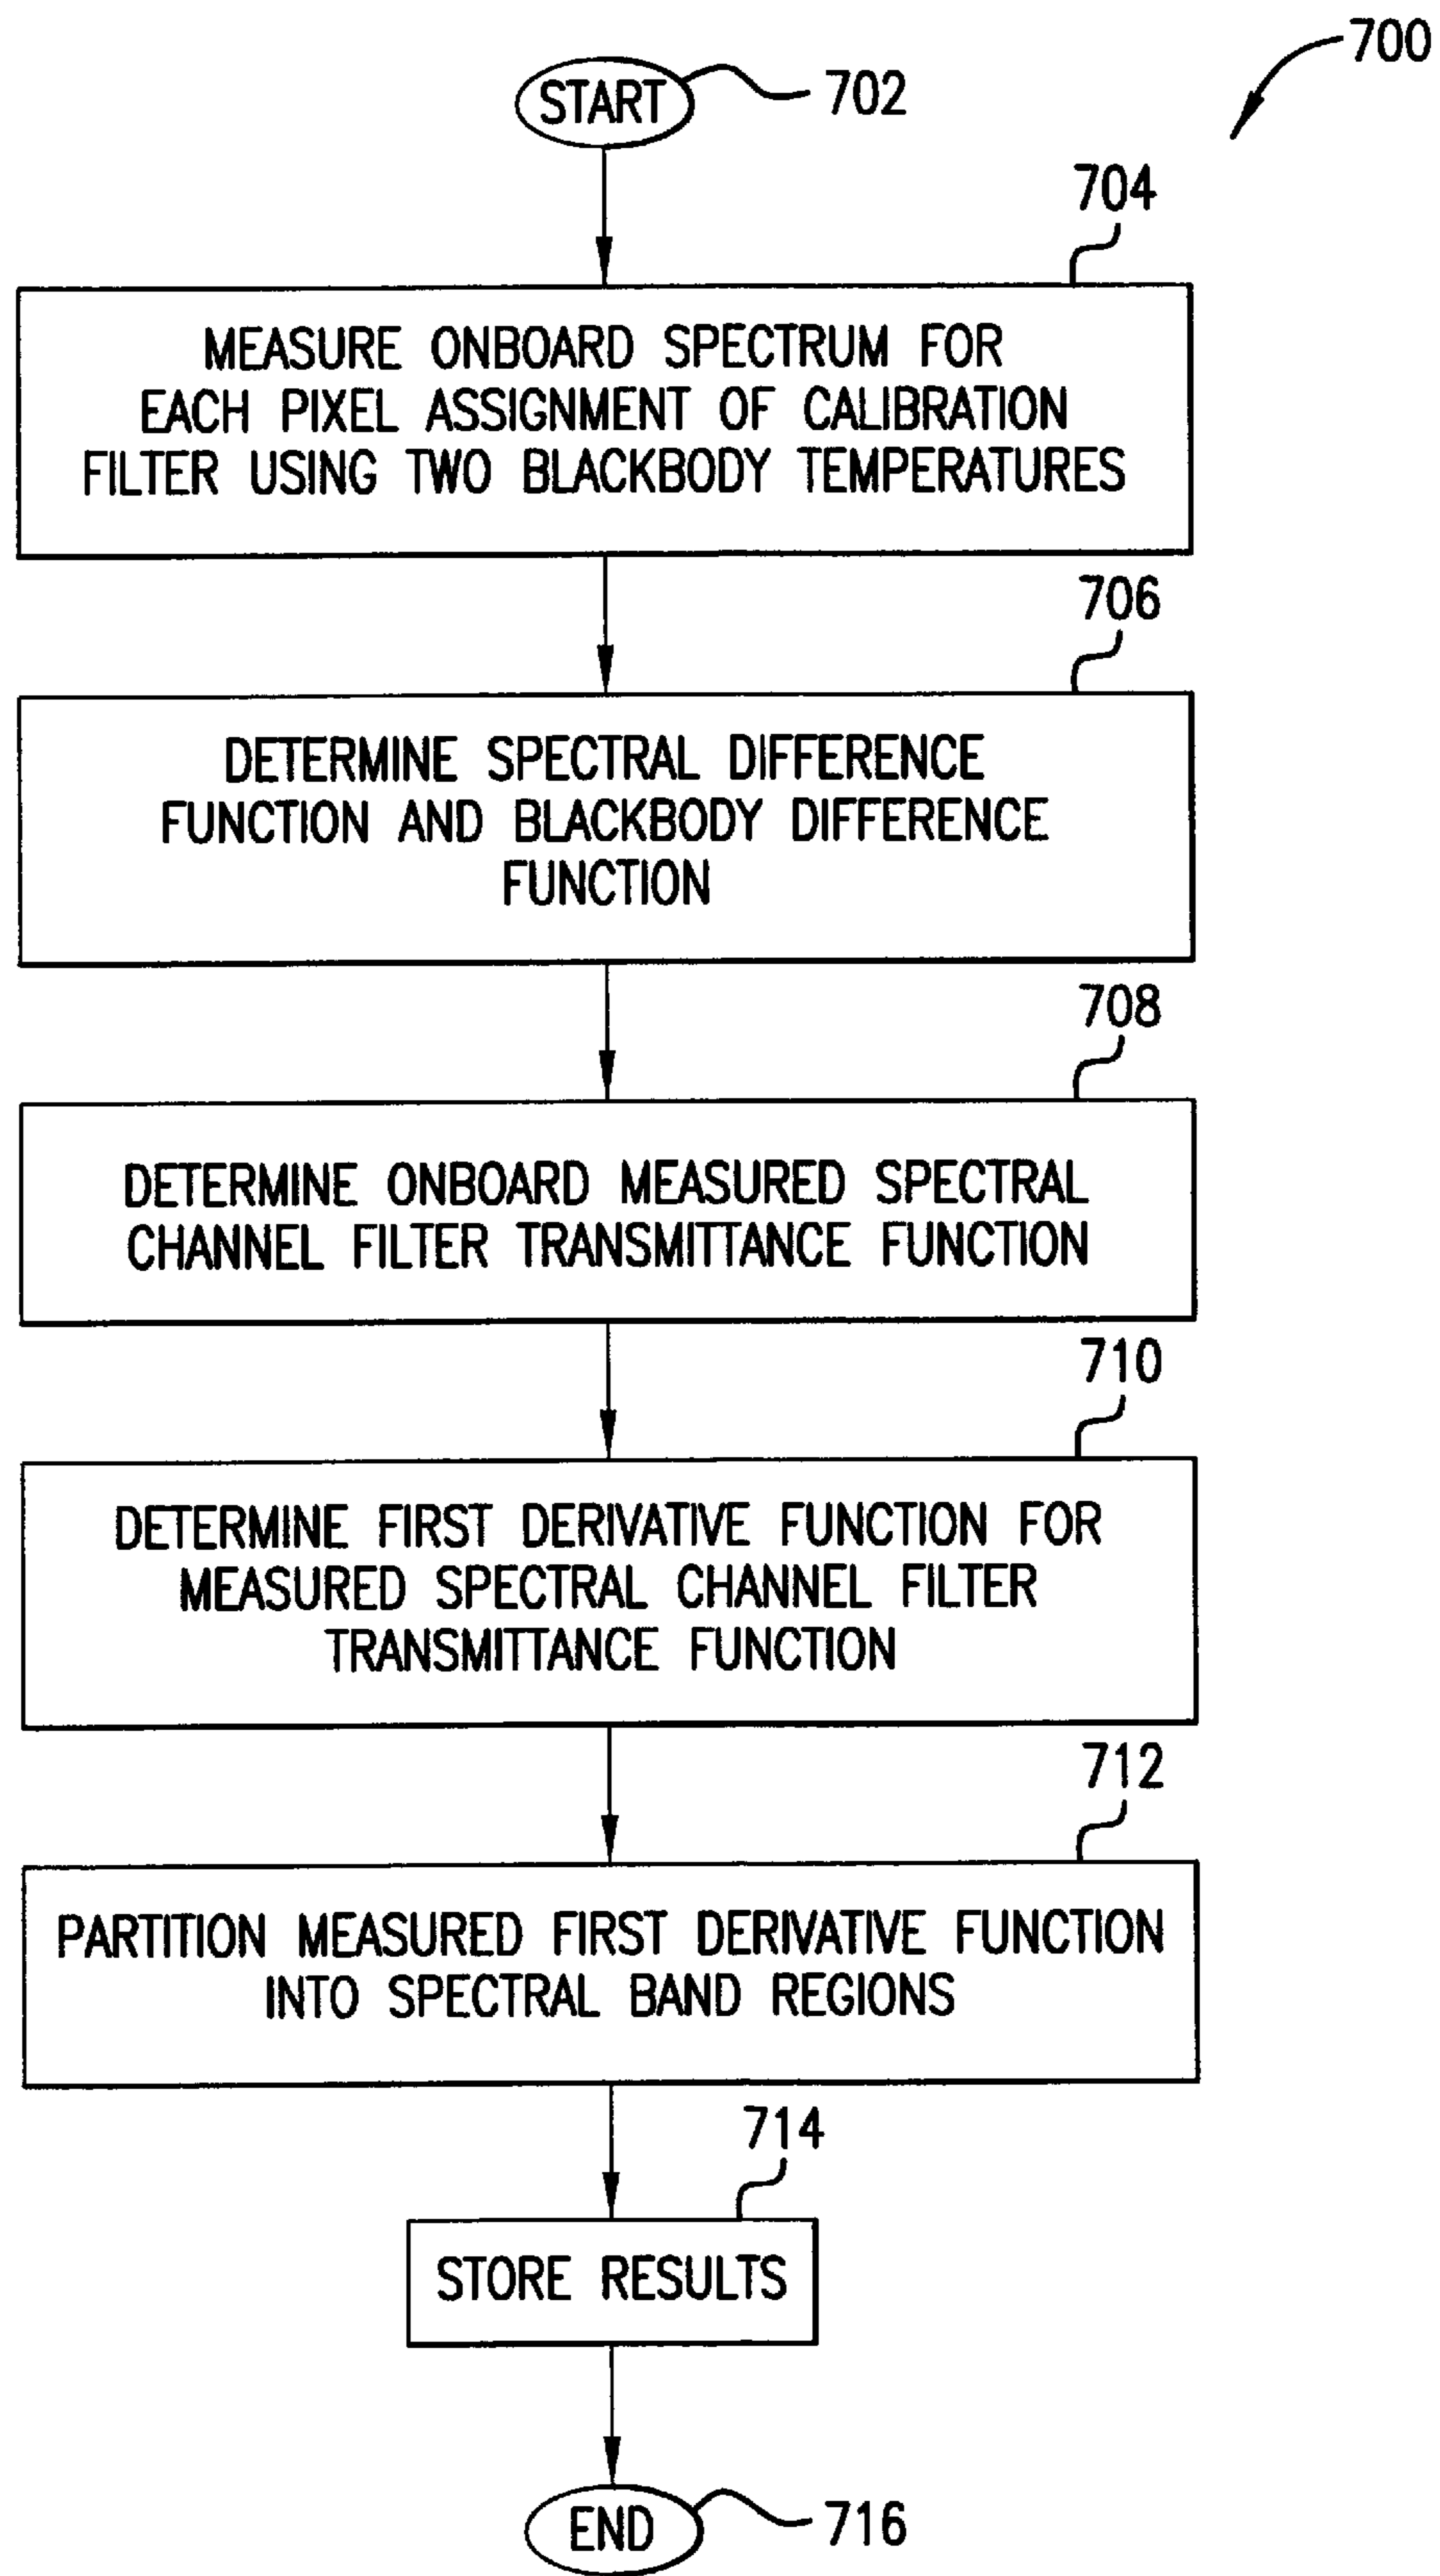 700
START
702
704
MEASURE ONBOARD SPECTRUM FOR
EACH PIXEL ASSIGNMENT OF CALIBRATION
FILTER USING TWO BLACKBODY TEMPERATURES
706
DETERMINE SPECTRAL DIFFERENCE
FUNCTION AND BLACKBODY DIFFERENCE
FUNCTION
708
DETERMINE ONBOARD MEASURED SPECTRAL
CHANNEL FILTER TRANSMITTANCE FUNCTION
710
DETERMINE FIRST DERIVATIVE FUNCTION FOR
MEASURED SPECTRAL CHANNEL FILTER
TRANSMITTANCE FUNCTION
712
PARTITION MEASURED FIRST DERIVATIVE FUNCTION
INTO SPECTRAL BAND REGIONS
714
STORE RESULTS
END
716